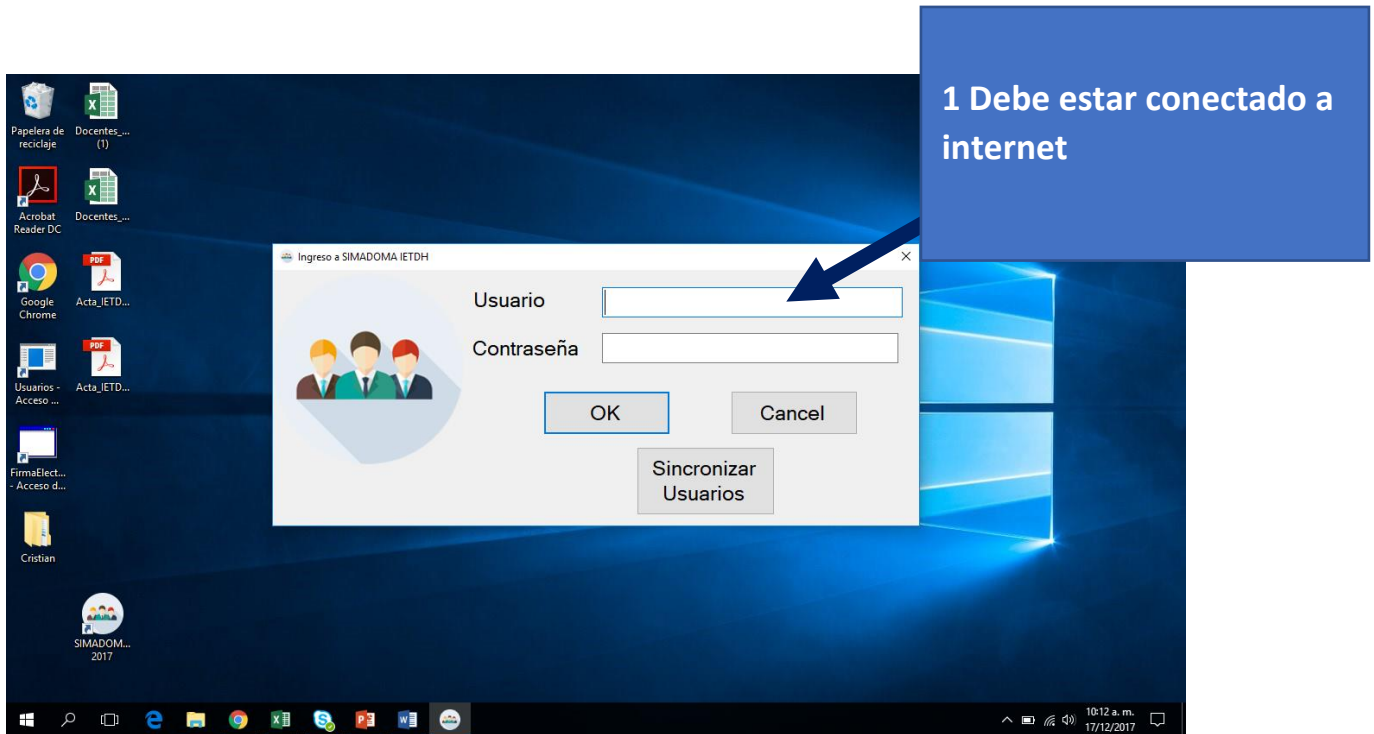 1 Debe estar conectado a
internet
Papelera de
reciclaje
Docentes_...
(1)
Acrobat
Reader DC
Docentes_...
Google
Chrome
PDF
Acta_IETD...
Usuarios -
Acceso ...
PDF
Acta_IETD...
FirmaElect...
- Acceso d...
Cristian
SIMADOM...
2017
Ingreso a SIMADOMA IETDH
Usuario
Contraseña
OK
Cancel
Sincronizar
Usuarios
10:12 a. m.
17/12/2017